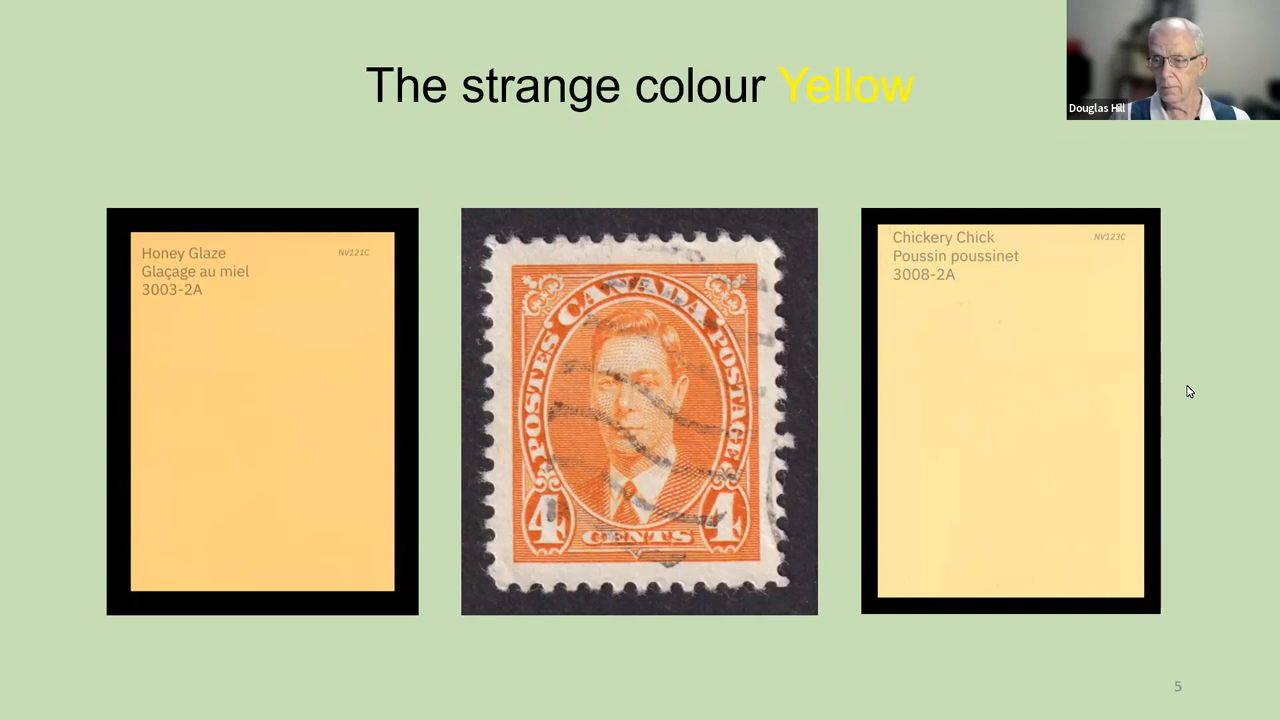 The strange colour Yellow
Douglas Hill
Honey Glaze
NV121C
Glaçage au miel
3003-2A
POSTES CANADA POSTAGE
4 CENTS 4
Chickery Chick
NV123C
Poussin poussinet
3008-2A
5